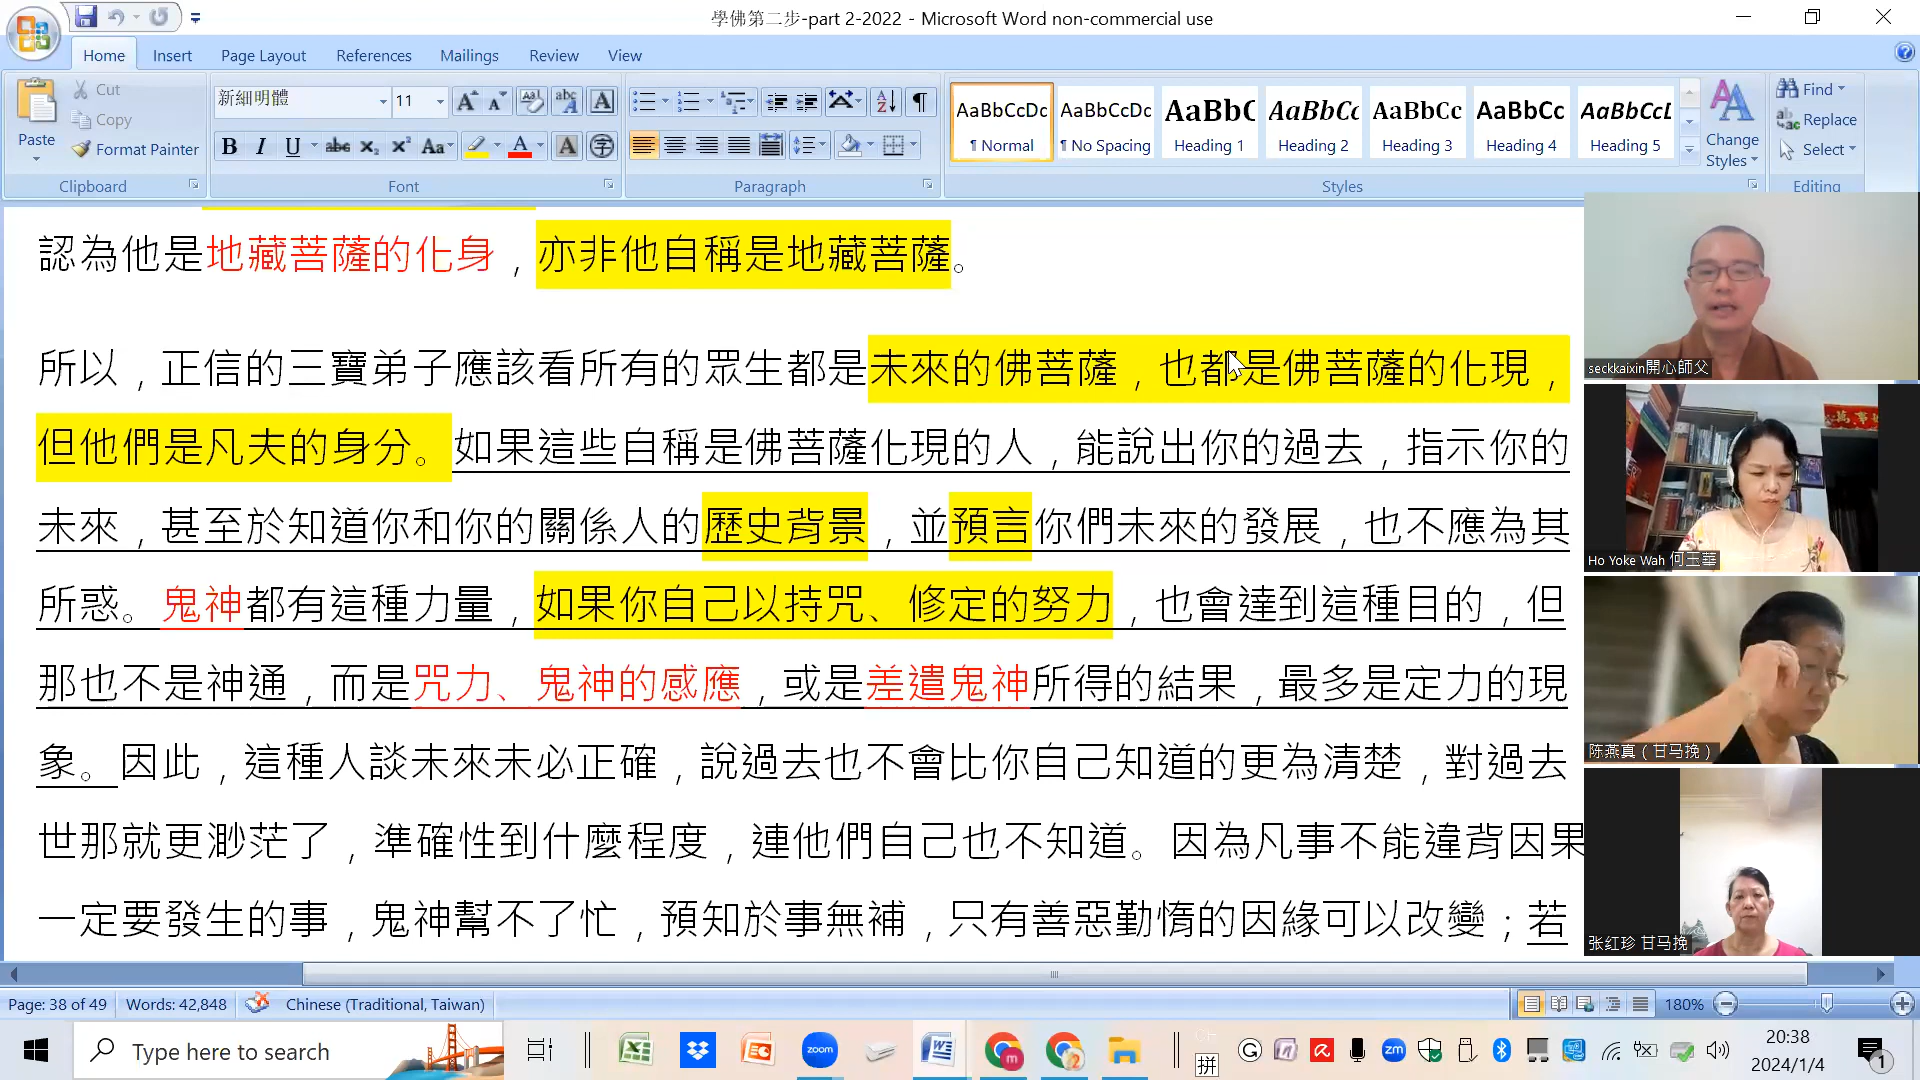 學佛第二步-part 2-2022 - Microsoft Word non-commercial use
Home Insert Page Layout References Mailings Review View
Paste
Cut
Copy
Format Painter
Clipboard
新細明體 11
Font
Paragraph
AaBbCcDc AaBbCcDc AaBbC AaBbCc AaBbCc AaBbCc AaBbCcL
¶ Normal ¶ No Spacing Heading 1 Heading 2 Heading 3 Heading 4 Heading 5
Styles
Change Styles
Find
Replace
Select
Editing
認為他是地藏菩薩的化身，亦非他自稱是地藏菩薩。
所以，正信的三寶弟子應該看所有的眾生都是未來的佛菩薩，也都是佛菩薩的化現，
但他們是凡夫的身分。如果這些自稱是佛菩薩化現的人，能說出你的過去，指示你的
未來，甚至於知道你和你的關係人的歷史背景，並預言你們未來的發展，也不應為其
所惑。鬼神都有這種力量，如果你自己以持咒、修定的努力，也會達到這種目的，但
那也不是神通，而是咒力、鬼神的感應，或是差遣鬼神所得的結果，最多是定力的現
象。因此，這種人談未來未必正確，說過去也不會比你自己知道的更為清楚，對過去
世那就更渺茫了，準確性到什麼程度，連他們自己也不知道。因為凡事不能違背因果
一定要發生的事，鬼神幫不了忙，預知於事無補，只有善惡勤惰的因緣可以改變；若
seckkaixin開心師父
Ho Yoke Wah 何玉華
陈燕真（甘马挽）
张红珍 甘马挽
Page: 38 of 49 Words: 42,848 Chinese (Traditional, Taiwan) 180%
Type here to search
zoom
拼
zm
20:38
2024/1/4
1